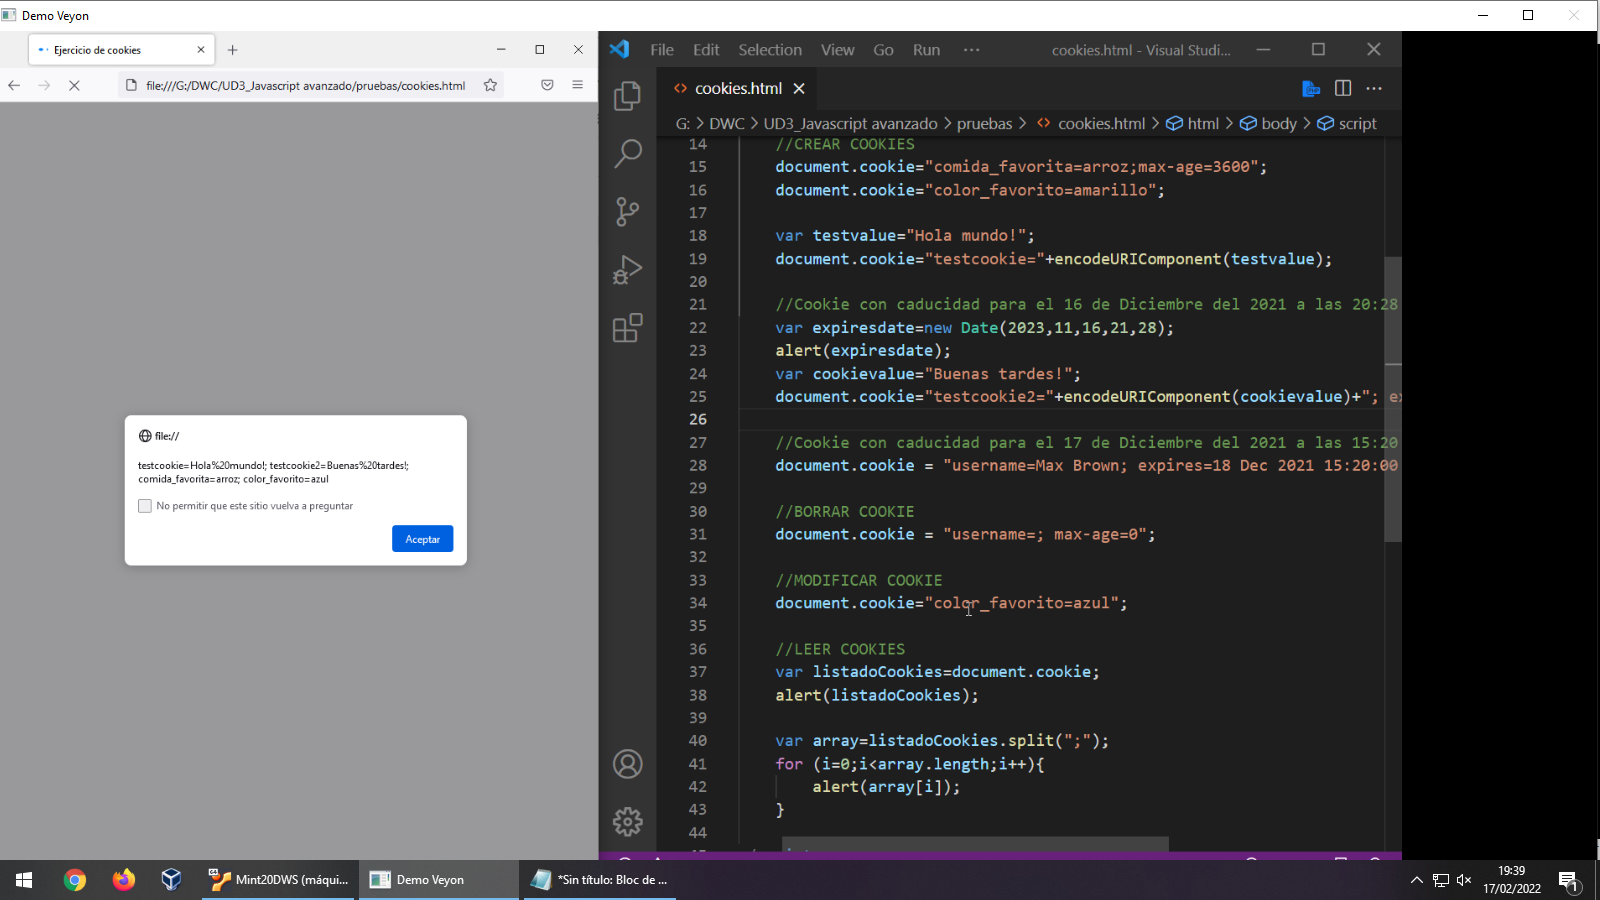 Demo Veyon
Ejercicio de cookies
file:///G:/DWC/UD3_Javascript avanzado/pruebas/cookies.html
file://
testcookie=Hola%20mundo!; testcookie2=Buenas%20tardes!;
comida_favorita=arroz; color_favorito=azul
No permitir que este sitio vuelva a preguntar
Aceptar
File Edit Selection View Go Run ··· cookies.html - Visual Studi...
cookies.html
G: > DWC > UD3_Javascript avanzado > pruebas > cookies.html > html > body > script
14 //CREAR COOKIES
15 document.cookie="comida_favorita=arroz;max-age=3600";
16 document.cookie="color_favorito=amarillo";
17
18 var testvalue="Hola mundo!";
19 document.cookie="testcookie="+encodeURIComponent(testvalue);
20
21 //Cookie con caducidad para el 16 de Diciembre del 2021 a las 20:28
22 var expiresdate=new Date(2023,11,16,21,28);
23 alert(expiresdate);
24 var cookievalue="Buenas tardes!";
25 document.cookie="testcookie2="+encodeURIComponent(cookievalue)+"; e
26
27 //Cookie con caducidad para el 17 de Diciembre del 2021 a las 15:20
28 document.cookie = "username=Max Brown; expires=18 Dec 2021 15:20:00
29
30 //BORRAR COOKIE
31 document.cookie = "username=; max-age=0";
32
33 //MODIFICAR COOKIE
34 document.cookie="color_favorito=azul";
35
36 //LEER COOKIES
37 var listadoCookies=document.cookie;
38 alert(listadoCookies);
39
40 var array=listadoCookies.split(";");
41 for (i=0;i<array.length;i++){
42 alert(array[i]);
43 }
44
Mint20DWS (máqui...
Demo Veyon
*Sin título: Bloc de ...
19:39
17/02/2022
1